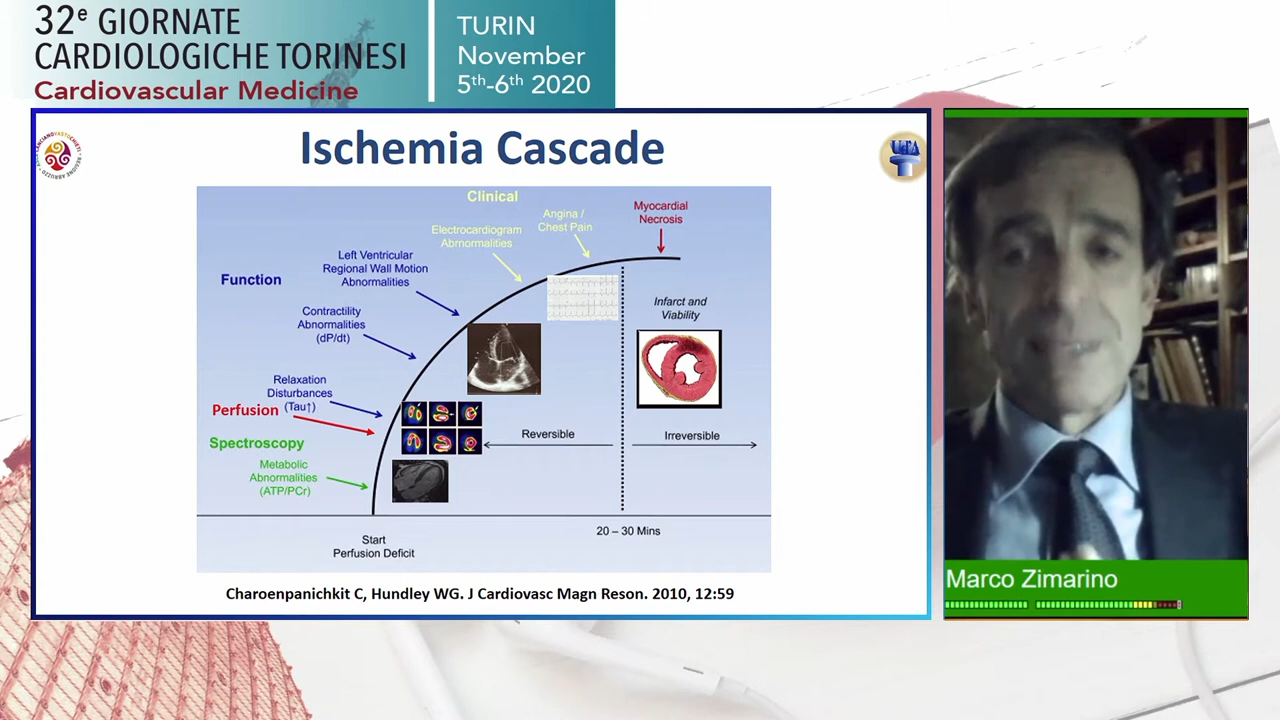 32e GIORNATE
CARDIOLOGICHE TORINESI
Cardiovascular Medicine
TURIN
November
5th-6th 2020
Ischemia Cascade
UFA
Clinical
Electrocardiogram
Abrnormalities
Angina /
Chest Pain
Myocardial
Necrosis
Function
Left Ventricular
Regional Wall Motion
Abnormalities
Contractility
Abnormalities
(dP/dt)
Relaxation
Disturbances
(Tau↑)
Perfusion
Spectroscopy
Metabolic
Abnormalities
(ATP/PCr)
Infarct and
Viability
Reversible
Irreversible
Start
Perfusion Deficit
20 – 30 Mins
Charoenpanichkit C, Hundley WG. J Cardiovasc Magn Reson. 2010, 12:59
Marco Zimarino